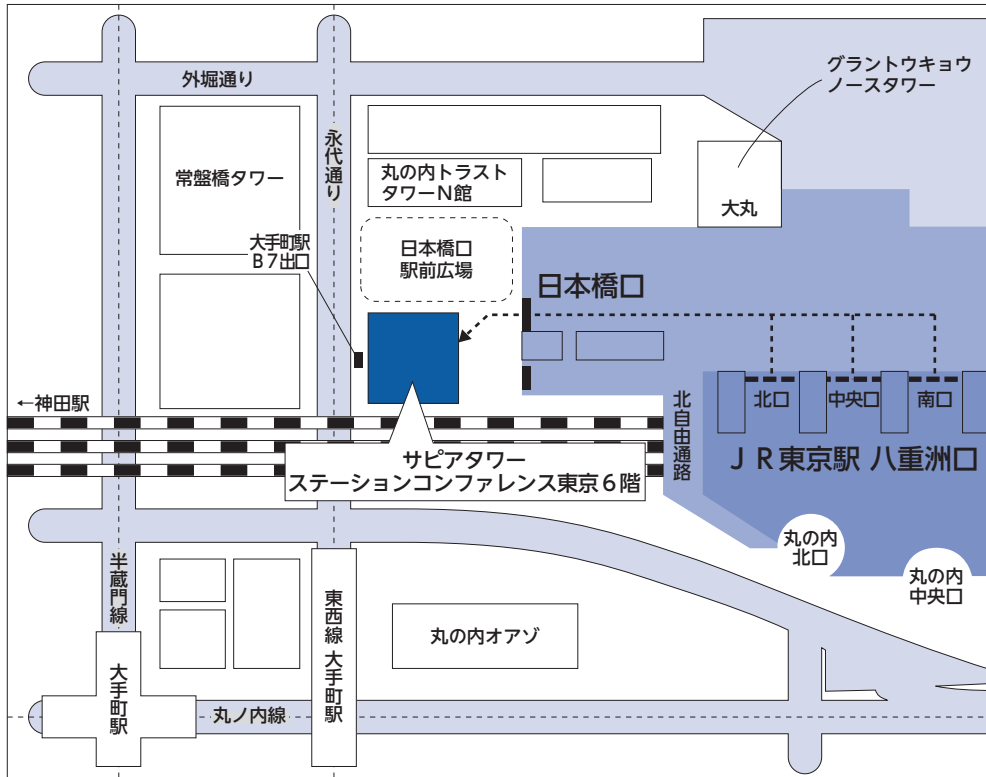 外堀通り
グラントウキョウ
ノースタワー
永代通り
常盤橋タワー
丸の内トラスト
タワーN館
大丸
大手町駅
B7出口
日本橋口
駅前広場
日本橋口
←神田駅
北口
中央口
南口
北自由通路
JR東京駅 八重洲口
サピアタワー
ステーションコンファレンス東京6階
丸の内
北口
丸の内
中央口
半蔵門線
東西線 大手町駅
丸の内オアゾ
大手町駅
丸ノ内線